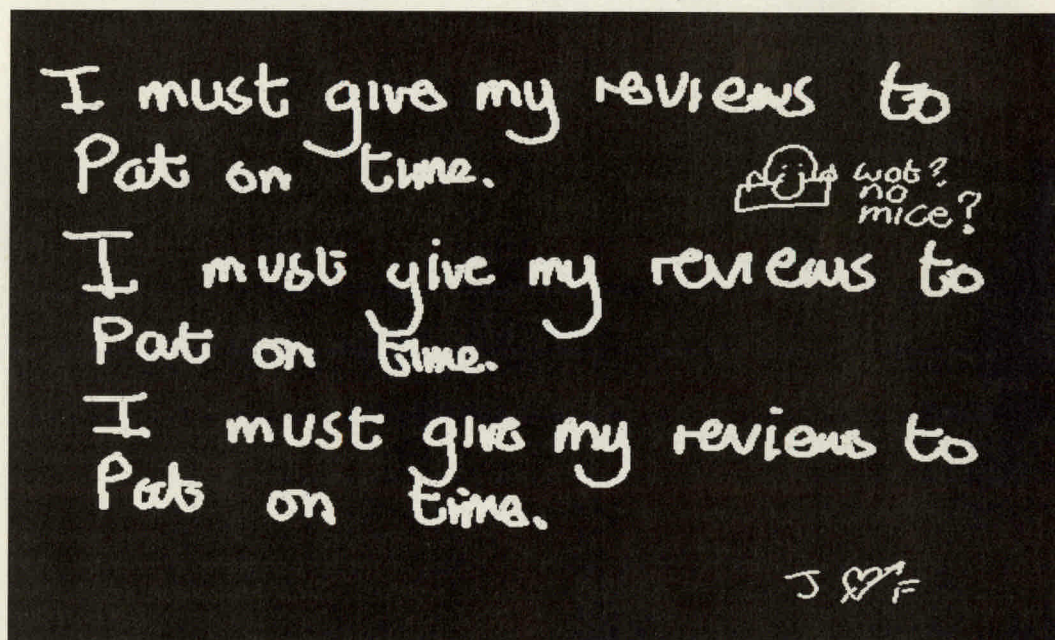 I must give my reviews to
Pat on time.
wot?
no
mice?
I must give my reviews to
Pat on time.
I must give my reviews to
Pat on time.
J F